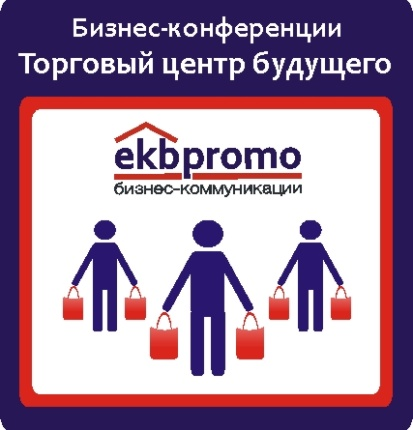 Бизнес-конференции
Торговый центр будущего
ekbpromo
бизнес-коммуникации